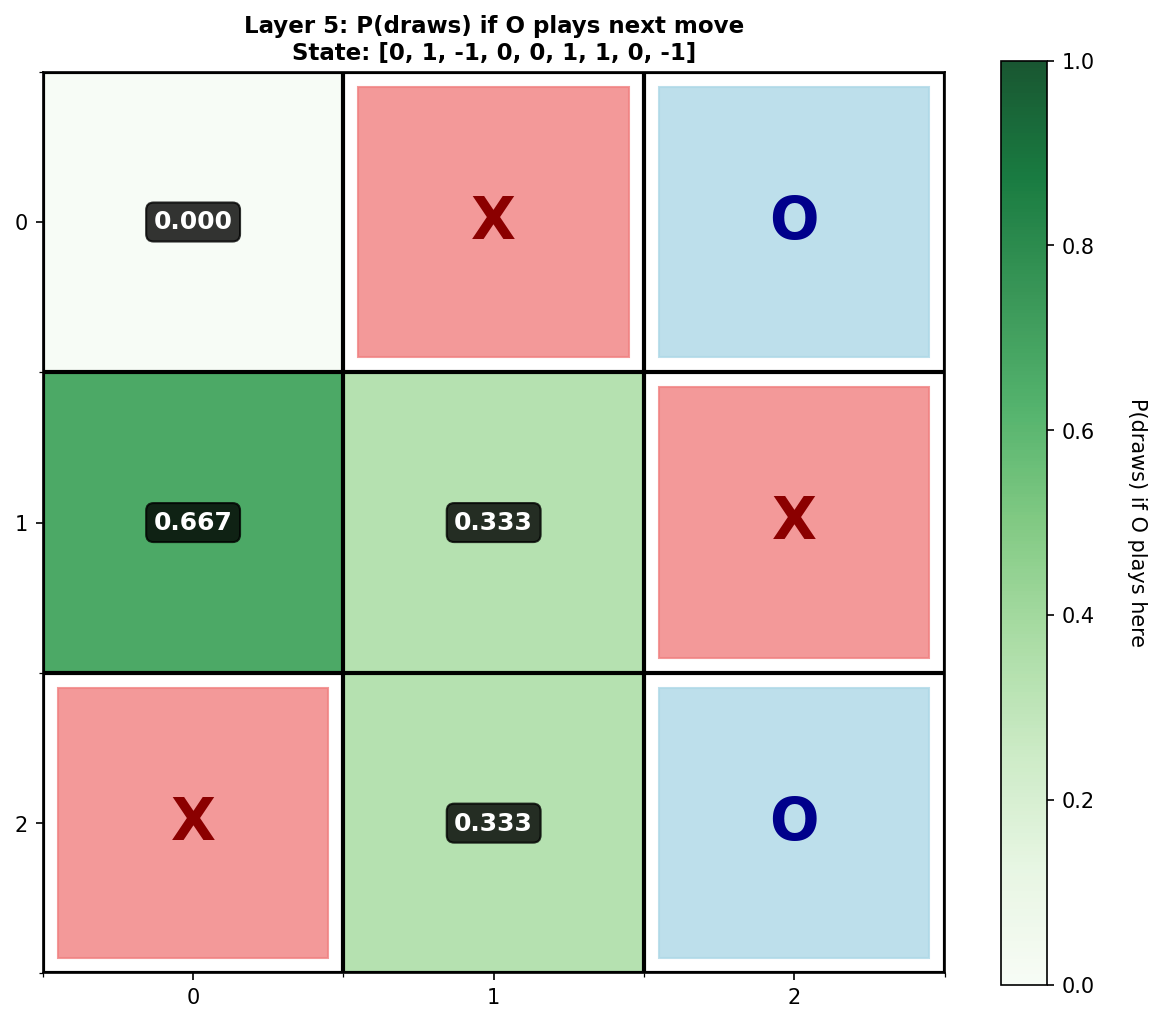 Layer 5: P(draws) if O plays next move
State: [0, 1, -1, 0, 0, 1, 1, 0, -1]
0
0.000
X
O
1
0.667
0.333
X
2
X
0.333
O
0
1
2
1.0
0.8
0.6
0.4
0.2
0.0
P(draws) if O plays here